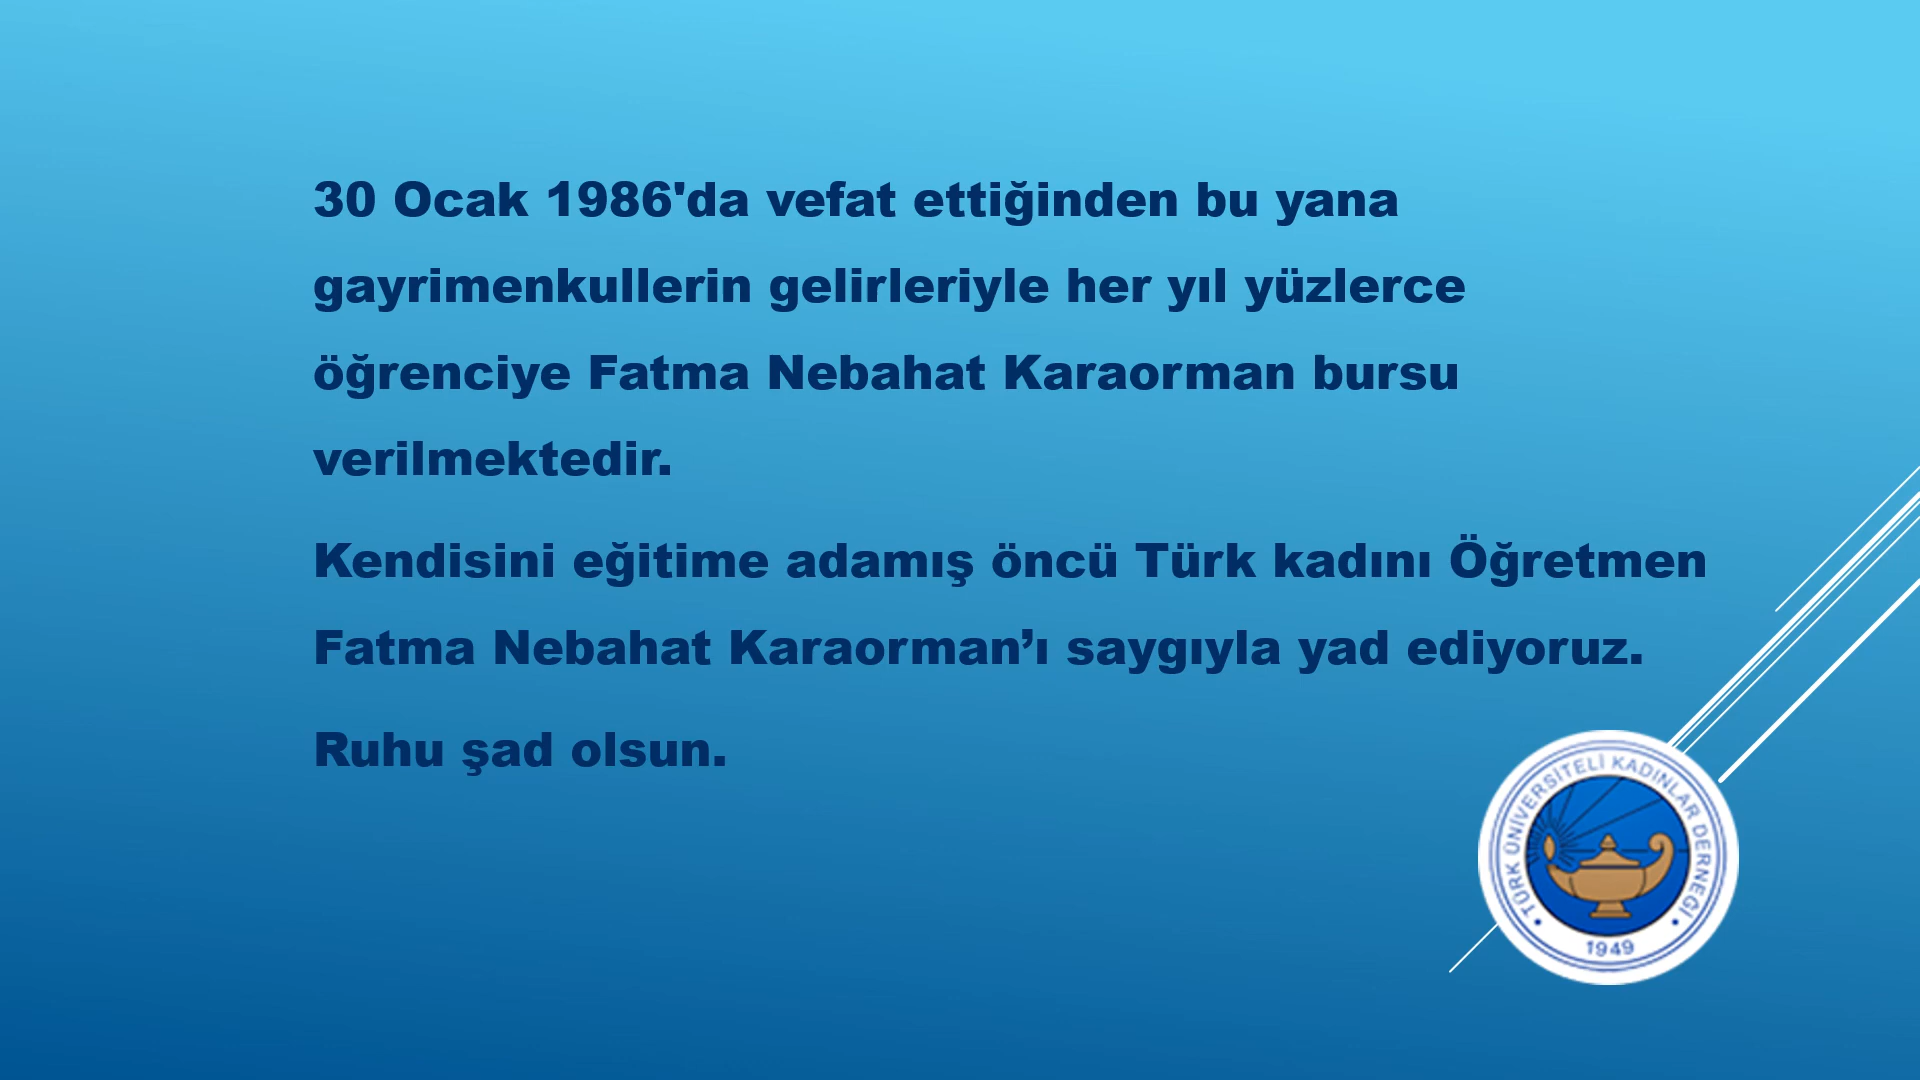 30 Ocak 1986'da vefat ettiğinden bu yana
gayrimenkullerin gelirleriyle her yıl yüzlerce
öğrenciye Fatma Nebahat Karaorman bursu
verilmektedir.
Kendisini eğitime adamış öncü Türk kadını Öğretmen
Fatma Nebahat Karaorman’ı saygıyla yad ediyoruz.
Ruhu şad olsun.
• TÜRK ÜNİVERSİTELİ KADINLAR DERNEĞİ •
1949